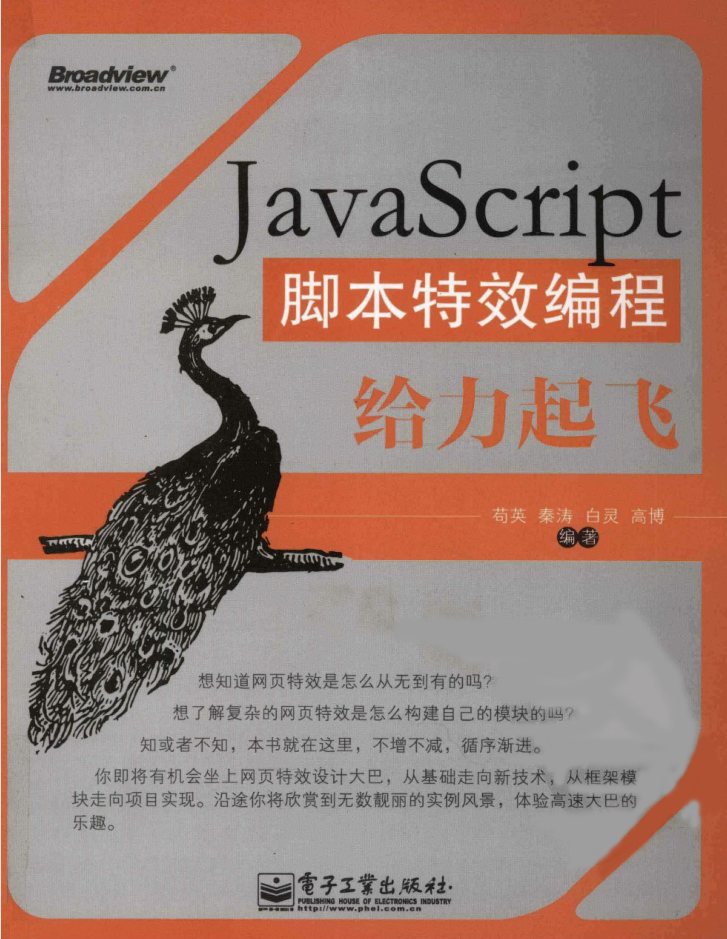 Broadview®
www.broadview.com.cn
JavaScript
脚本特效编程
给力起飞
苟英 秦涛 白灵 高博
编著
想知道网页特效是怎么从无到有的吗？
想了解复杂的网页特效是怎么构建自己的模块的吗？
知或者不知，本书就在这里，不增不减，循序渐进。
你即将有机会坐上网页特效设计大巴，从基础走向新技术，从框架模
块走向项目实现。沿途你将欣赏到无数靓丽的实例风景，体验高速大巴的
乐趣。
电子工業出版社·
PUBLISHING HOUSE OF ELECTRONICS INDUSTRY
PHEI http://www.phei.com.cn